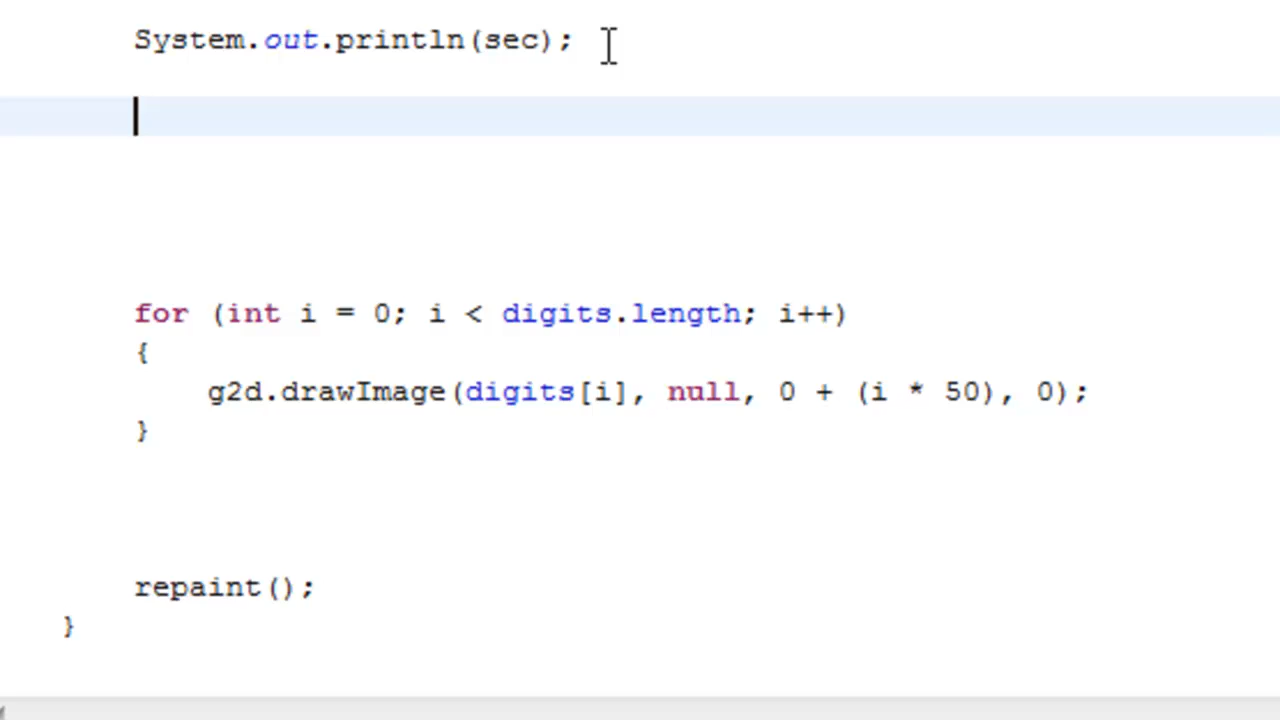 System.out.println(sec);
for (int i = 0; i < digits.length; i++)
{
g2d.drawImage(digits[i], null, 0 + (i * 50), 0);
}
repaint();
}